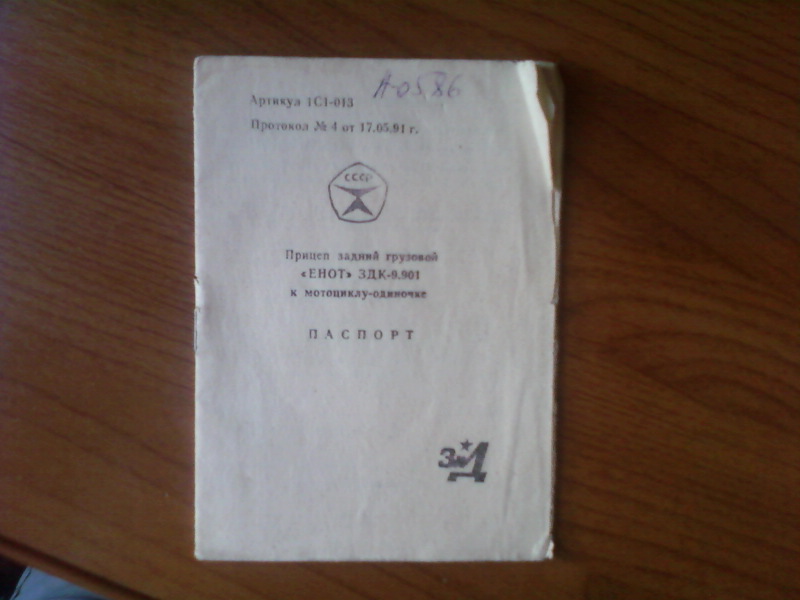 А-0586
Артикул 1С1-013
Протокол № 4 от 17.05.91 г.
СССР
Прицеп задний грузовой
«ЕНОТ» ЗДК-9.901
к мотоциклу-одиночке
ПАСПОРТ
ЗиД